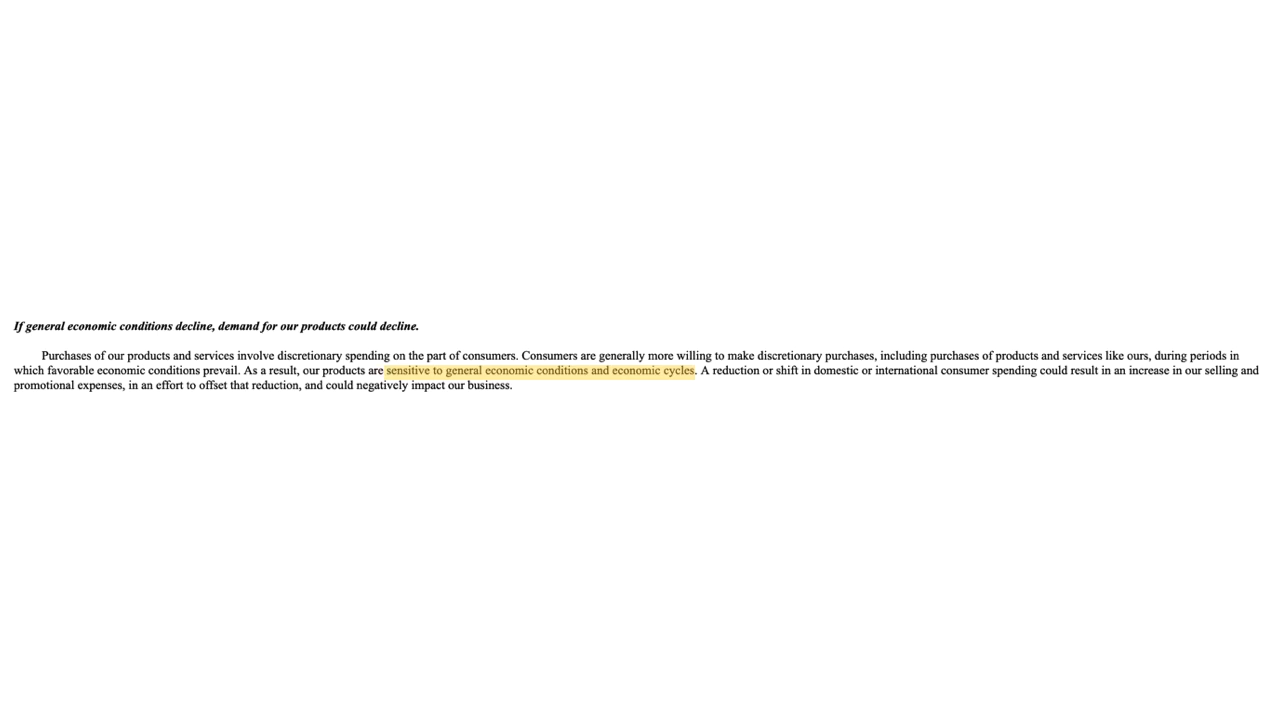 If general economic conditions decline, demand for our products could decline.
Purchases of our products and services involve discretionary spending on the part of consumers. Consumers are generally more willing to make discretionary purchases, including purchases of products and services like ours, during periods in
which favorable economic conditions prevail. As a result, our products are sensitive to general economic conditions and economic cycles. A reduction or shift in domestic or international consumer spending could result in an increase in our selling and
promotional expenses, in an effort to offset that reduction, and could negatively impact our business.